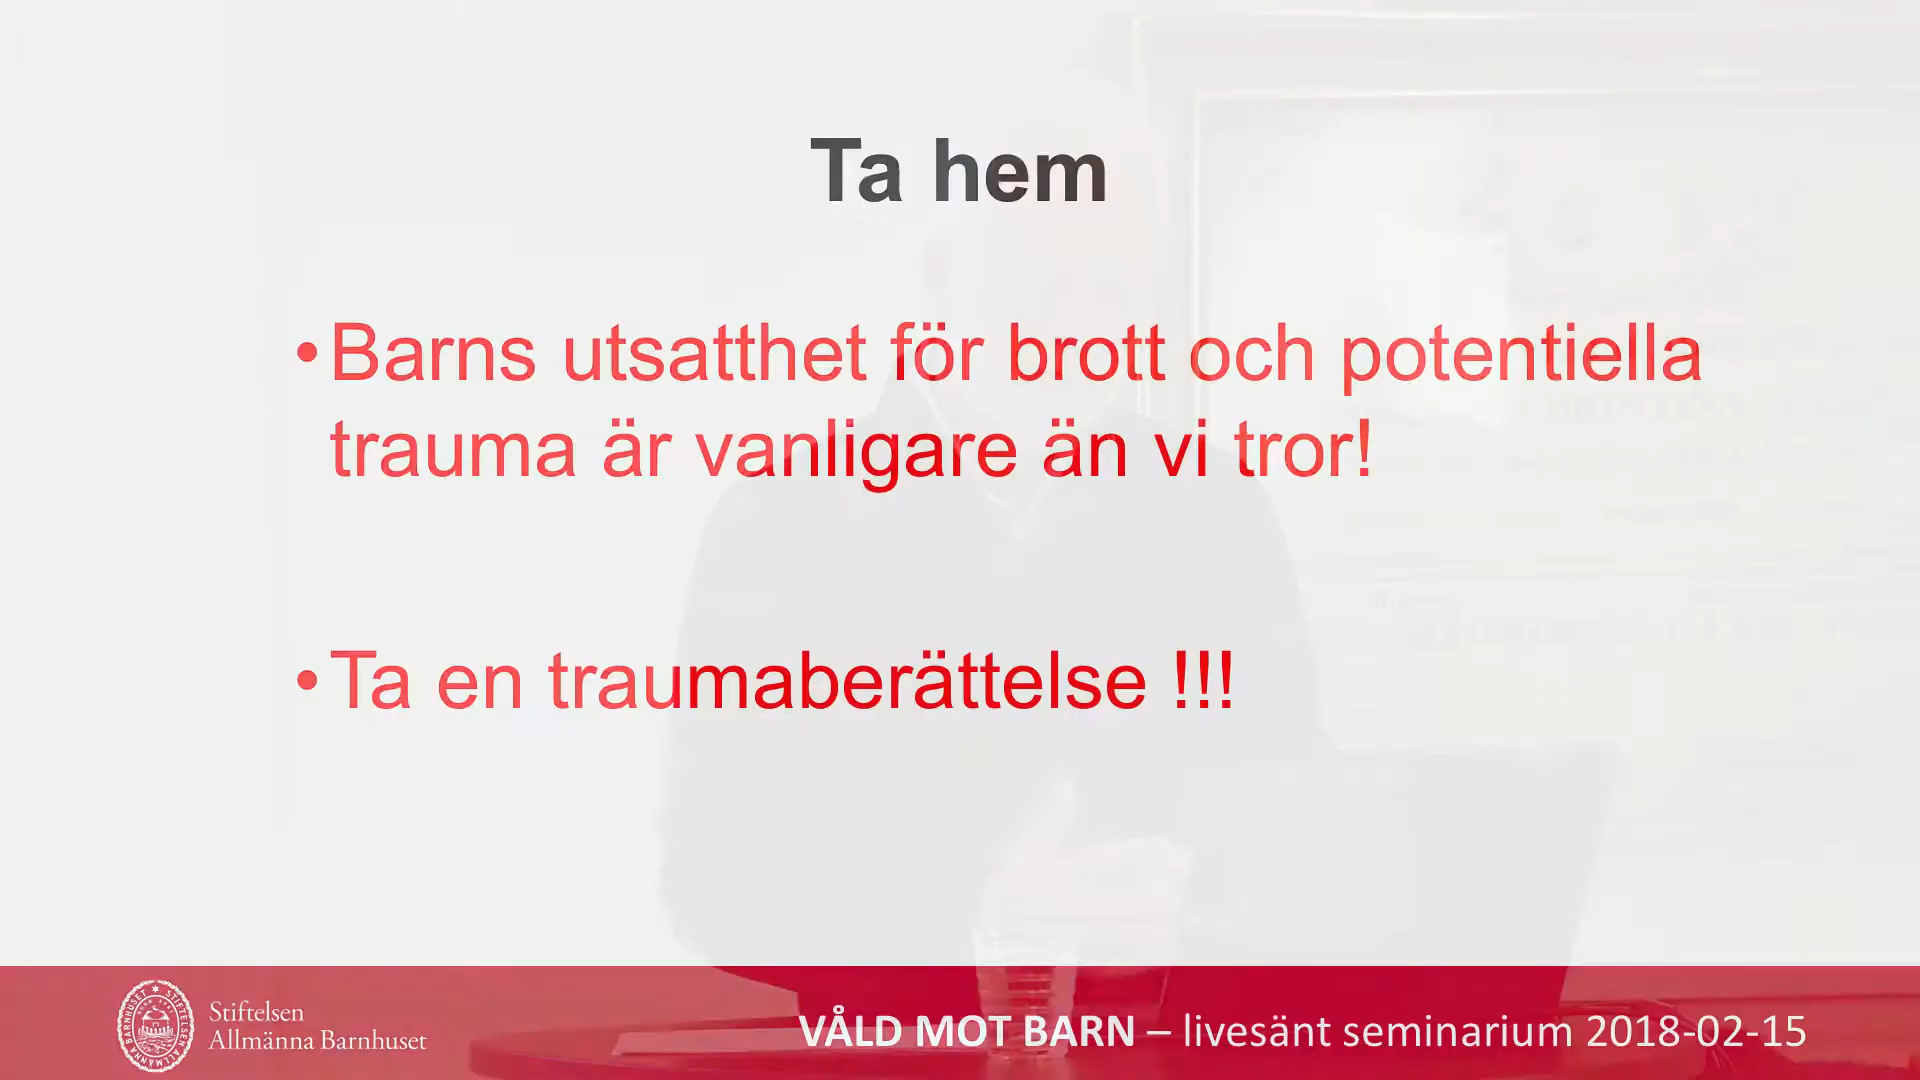 Ta hem
•Barns utsatthet för brott och potentiella
trauma är vanligare än vi tror!
•Ta en traumaberättelse !!!
Stiftelsen
Allmänna Barnhuset
VÅLD MOT BARN – livesänt seminarium 2018-02-15